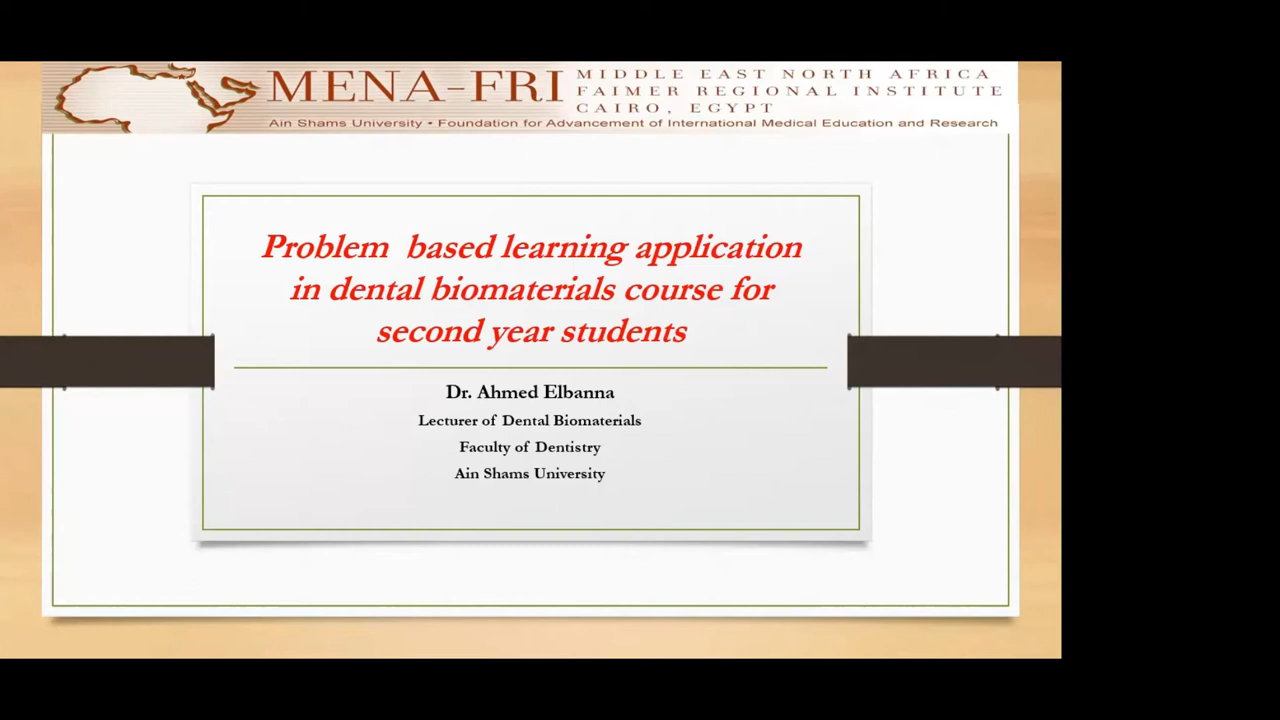 MENA-FRI
MIDDLE EAST NORTH AFRICA
FAIMER REGIONAL INSTITUTE
CAIRO, EGYPT
Ain Shams University • Foundation for Advancement of International Medical Education and Research
Problem based learning application
in dental biomaterials course for
second year students
Dr. Ahmed Elbanna
Lecturer of Dental Biomaterials
Faculty of Dentistry
Ain Shams University